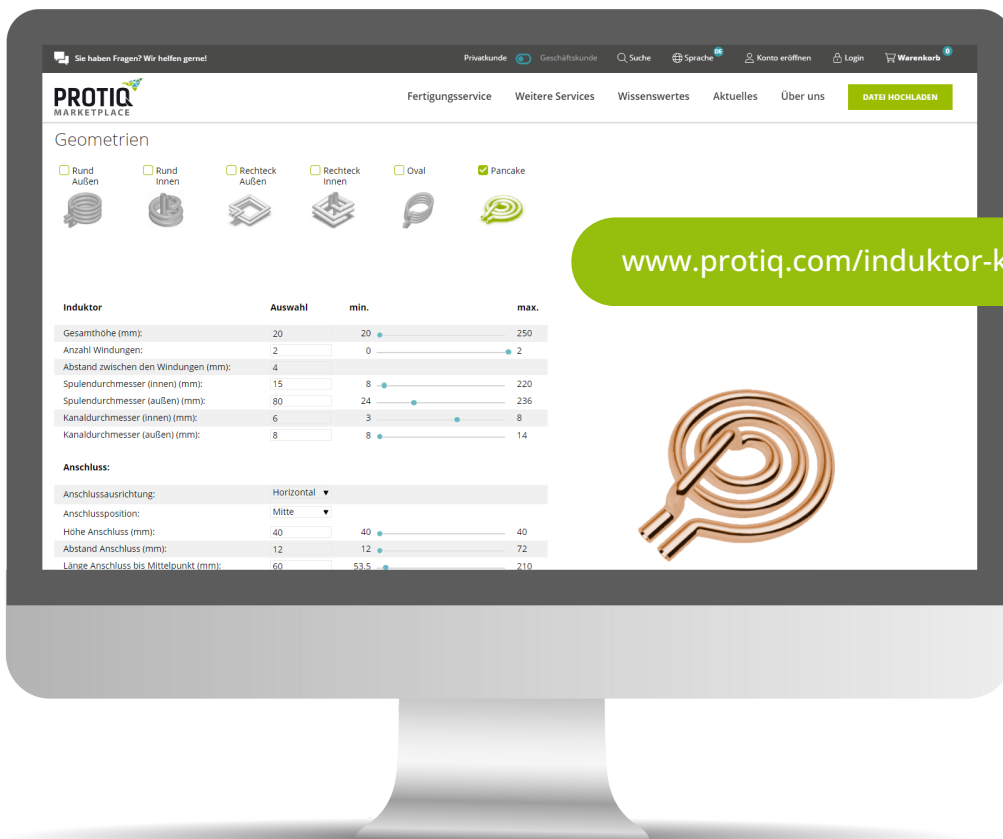 Sie haben Fragen? Wir helfen gerne!
Privatkunde Geschäftskunde Suche Sprache DE Konto eröffnen Login Warenkorb 0
PROTIQ
MARKETPLACE
Fertigungsservice Weitere Services Wissenswertes Aktuelles Über uns DATEI HOCHLADEN
Geometrien
Rund Außen
Rund Innen
Rechteck Außen
Rechteck Innen
Oval
Pancake
www.protiq.com/induktor-k
Induktor Auswahl min. max.
Gesamthöhe (mm): 20 20 250
Anzahl Windungen: 2 0 2
Abstand zwischen den Windungen (mm): 4
Spulendurchmesser (innen) (mm): 15 8 220
Spulendurchmesser (außen) (mm): 80 24 236
Kanaldurchmesser (innen) (mm): 6 3 8
Kanaldurchmesser (außen) (mm): 8 8 14
Anschluss:
Anschlussausrichtung: Horizontal
Anschlussposition: Mitte
Höhe Anschluss (mm): 40 40 40
Abstand Anschluss (mm): 12 12 72
Länge Anschluss bis Mittelpunkt (mm): 60 53.5 210